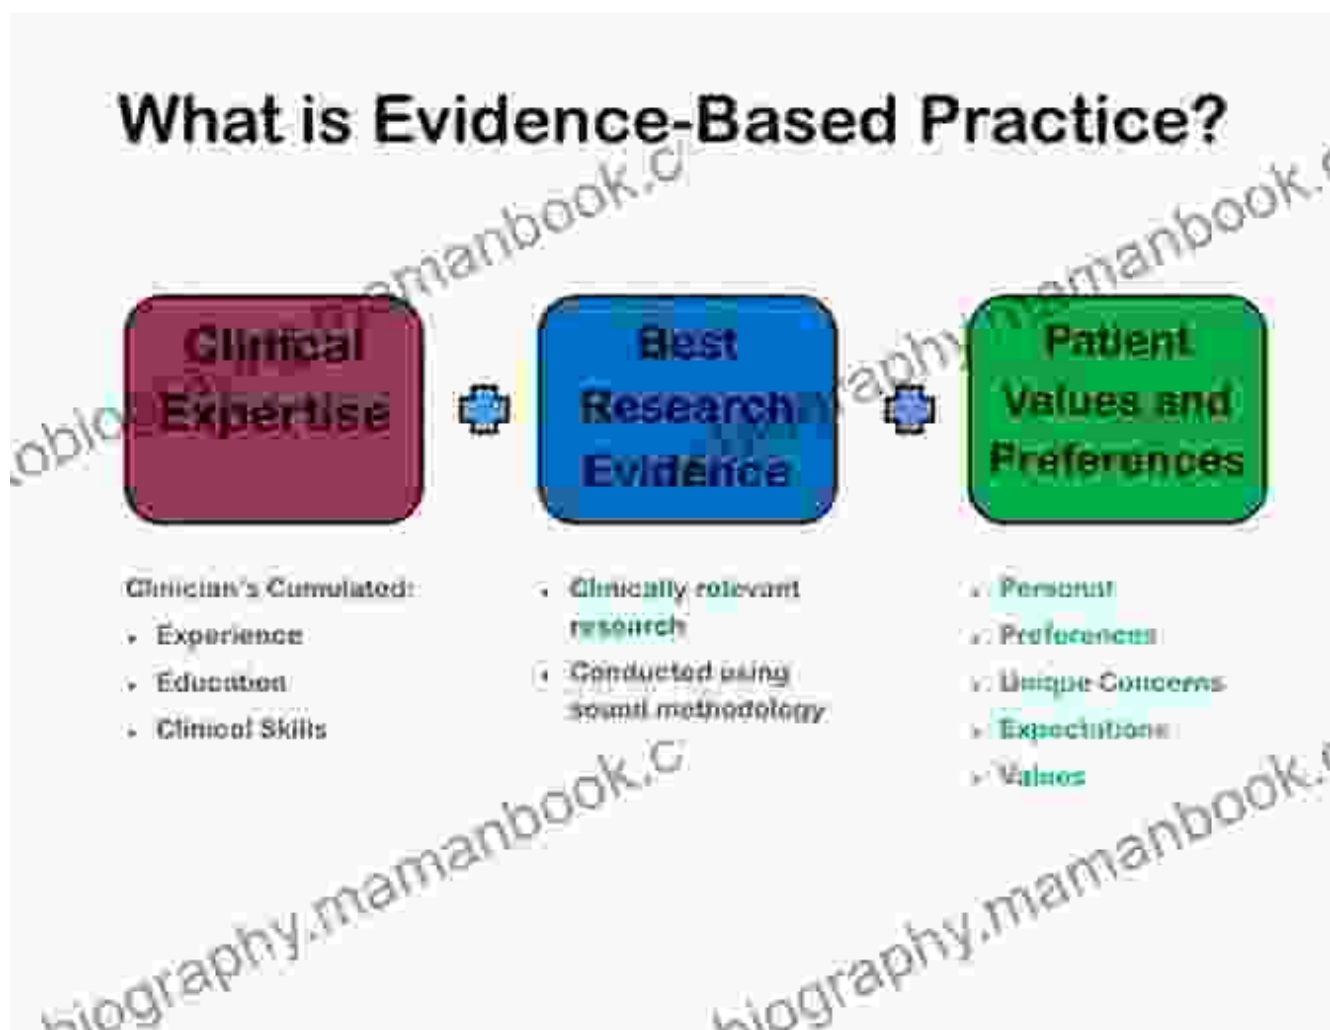 What is Evidence-Based Practice?
Clinical
Expertise
Best
Research
Evidence
Patient
Values and
Preferences
Clinician's Cumulated:
• Experience
• Education
• Clinical Skills
• Clinically relevant
research
• Conducted using
sound methodology
• Personal
• Preferences
• Unique Concerns
• Expectations
• Values
mamanbook.c
obio
aphy.mamanbook.c
biography.mamanbook.c
biography.mamanbook.c